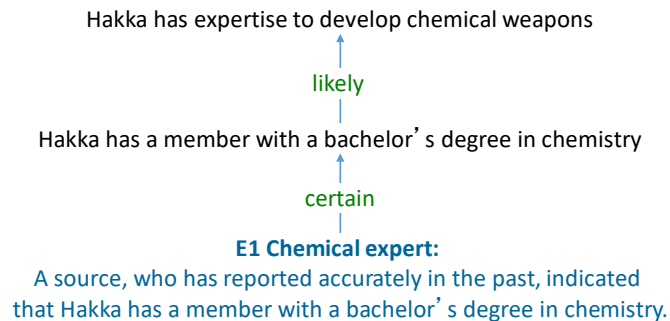 Hakka has expertise to develop chemical weapons
likely
Hakka has a member with a bachelor’s degree in chemistry
certain
E1 Chemical expert:
A source, who has reported accurately in the past, indicated
that Hakka has a member with a bachelor’s degree in chemistry.